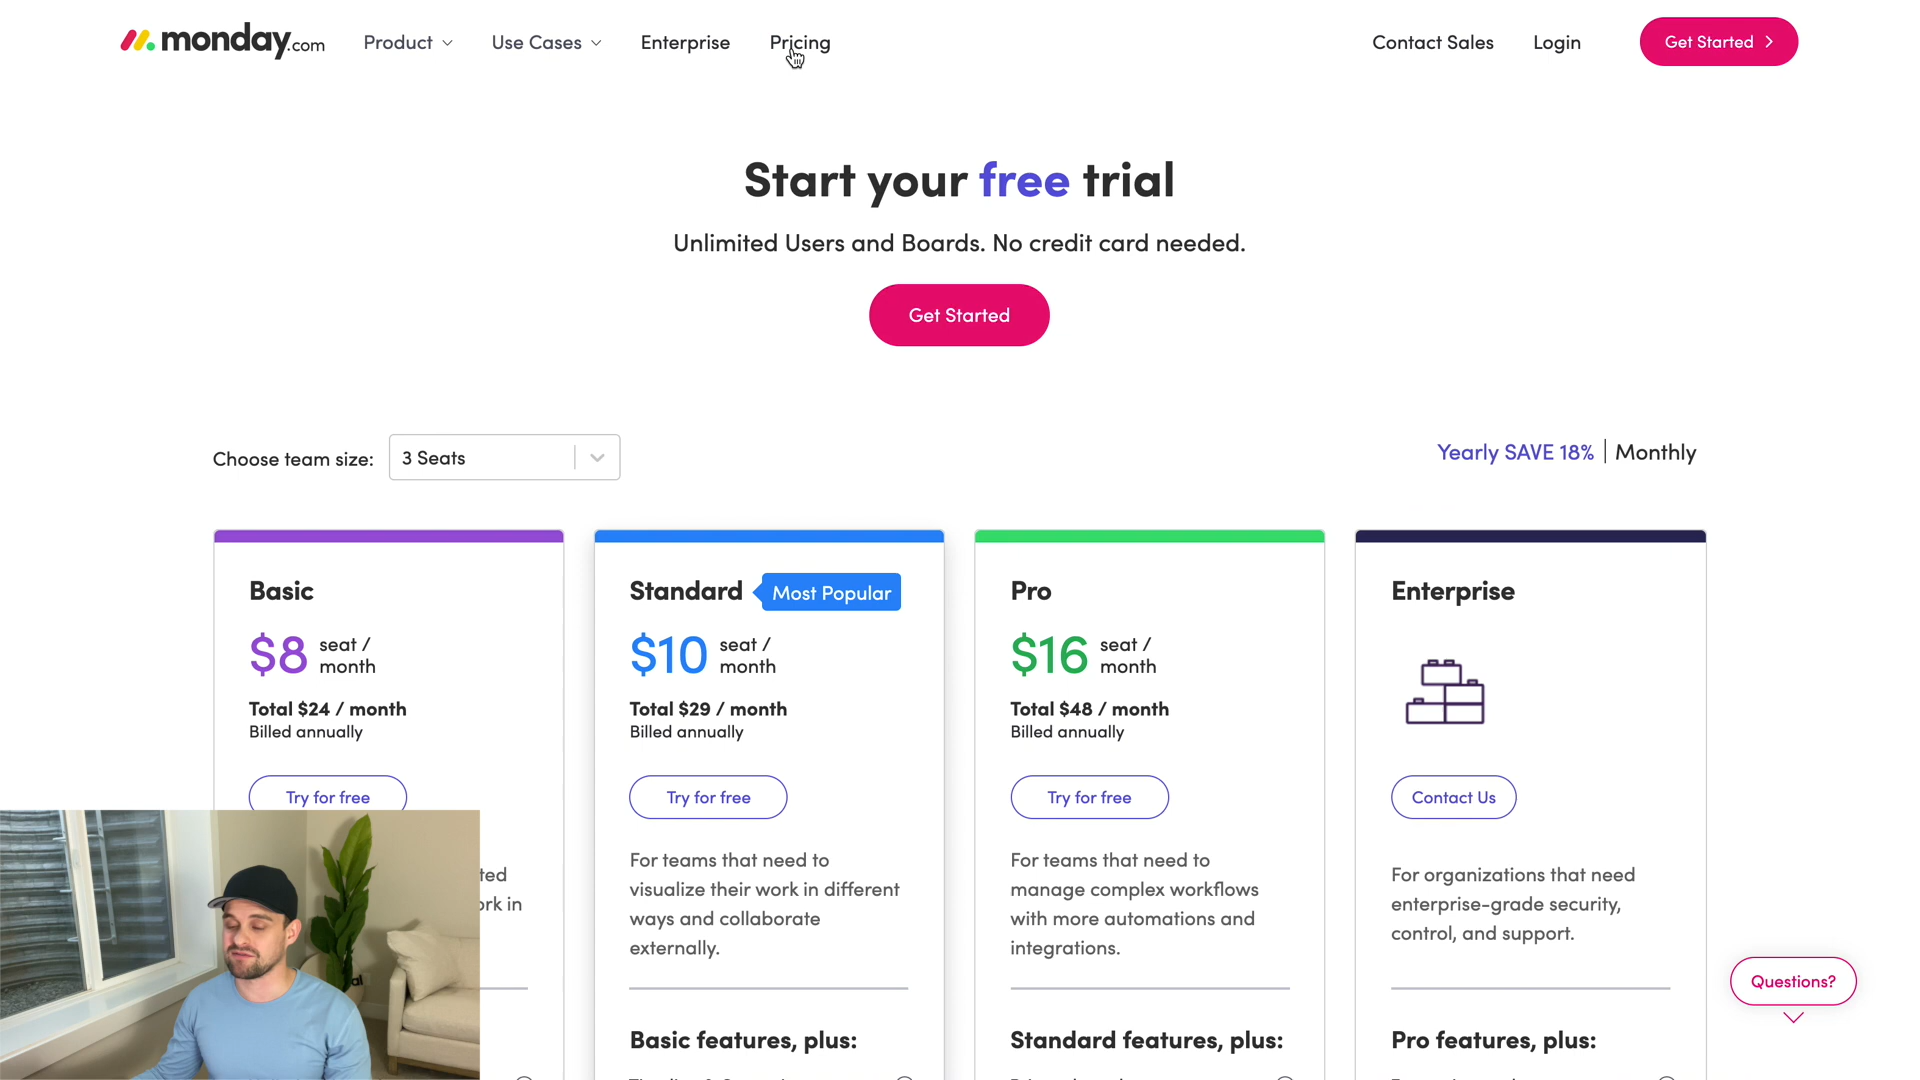 monday.com
Product
Use Cases
Enterprise
Pricing
Contact Sales
Login
Get Started
Start your free trial
Unlimited Users and Boards. No credit card needed.
Get Started
Choose team size:
3 Seats
Yearly SAVE 18% | Monthly
Basic
$8 seat /
month
Total $24 / month
Billed annually
Try for free
ork in
Standard
Most Popular
$10 seat /
month
Total $29 / month
Billed annually
Try for free
For teams that need to
visualize their work in different
ways and collaborate
externally.
Basic features, plus:
Pro
$16 seat /
month
Total $48 / month
Billed annually
Try for free
For teams that need to
manage complex workflows
with more automations and
integrations.
Standard features, plus:
Enterprise
Contact Us
For organizations that need
enterprise-grade security,
control, and support.
Pro features, plus:
Questions?